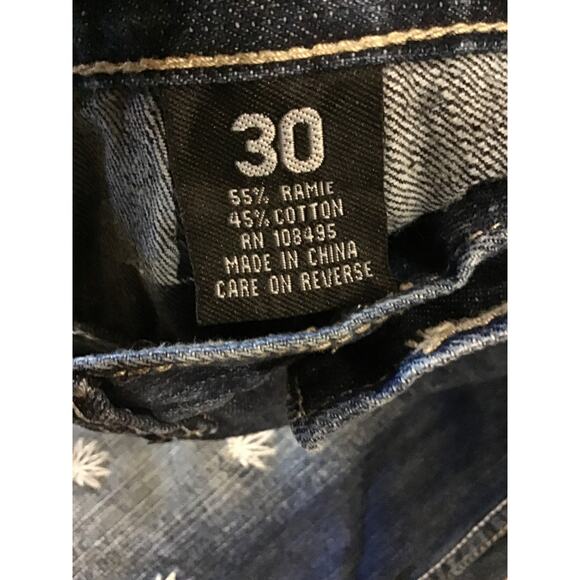 30
55% RAMIE
45% COTTON
RN 108495
MADE IN CHINA
CARE ON REVERSE